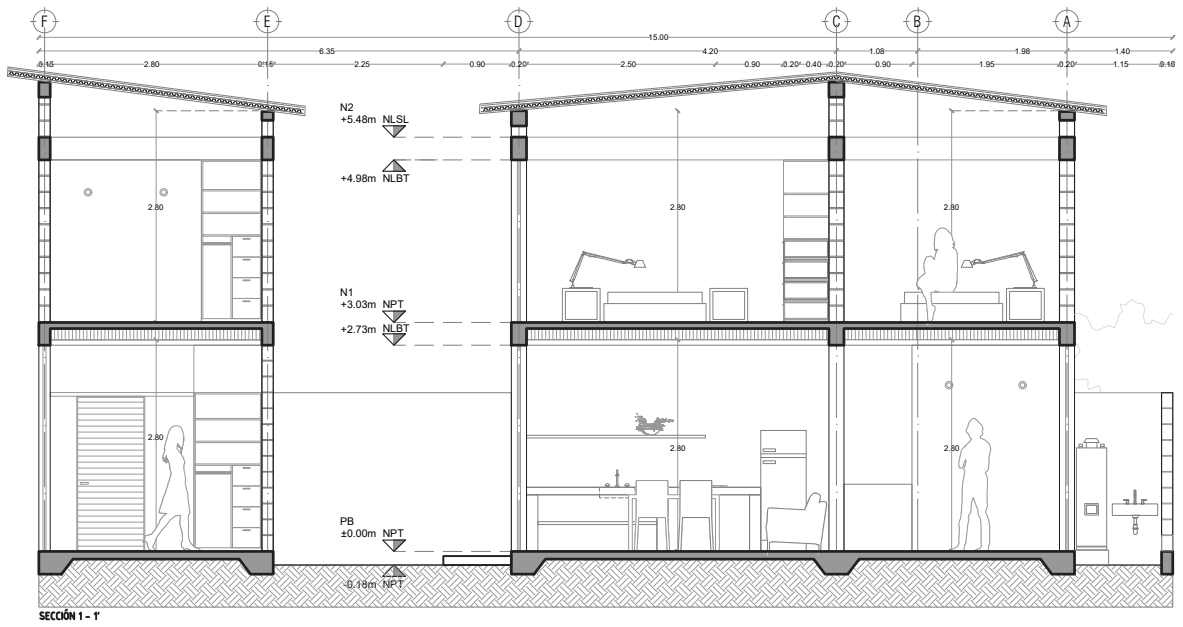 F E D C B A
15.00
6.35 4.20 1.08 1.98 1.40
0.15 2.80 0.15 2.25 0.90 0.20 2.50 0.90 0.20 0.40 0.20 0.90 1.95 0.20 1.15 0.18
N2
+5.48m NLSL
+4.98m NLBT
2.80 2.80 2.80
N1
+3.03m NPT
+2.73m NLBT
2.80 2.80 2.80
PB
±0.00m NPT
-0.18m NPT
SECCIÓN 1 - 1'